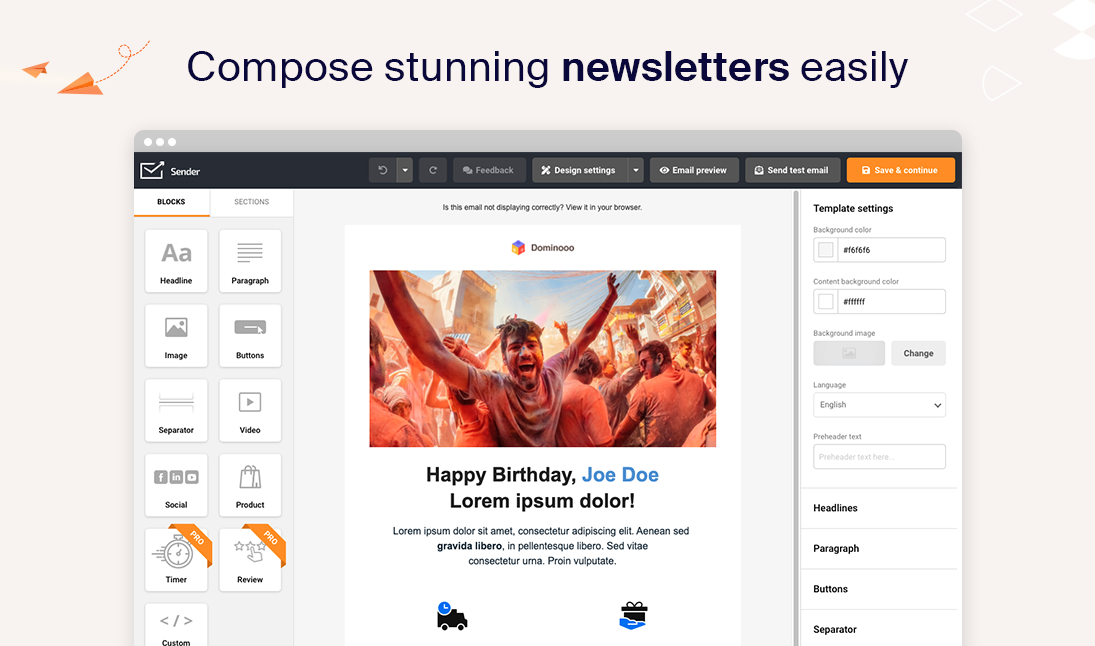 Compose stunning newsletters easily
Sender
Feedback
Design settings
Email preview
Send test email
Save & continue
BLOCKS
SECTIONS
Aa
Headline
Paragraph
Image
Buttons
Separator
Video
f in
Social
Product
PRO
Timer
PRO
Review
< / >
Custom
Is this email not displaying correctly? View it in your browser.
Dominooo
Happy Birthday, Joe Doe
Lorem ipsum dolor!
Lorem ipsum dolor sit amet, consectetur adipiscing elit. Aenean sed
gravida libero, in pellentesque libero. Sed vitae
consectetur urna. Proin vulputate.
Template settings
Background color
#f6f6f6
Content background color
#ffffff
Background image
Change
Language
English
Preheader text
Preheader text here...
Headlines
Paragraph
Buttons
Separator